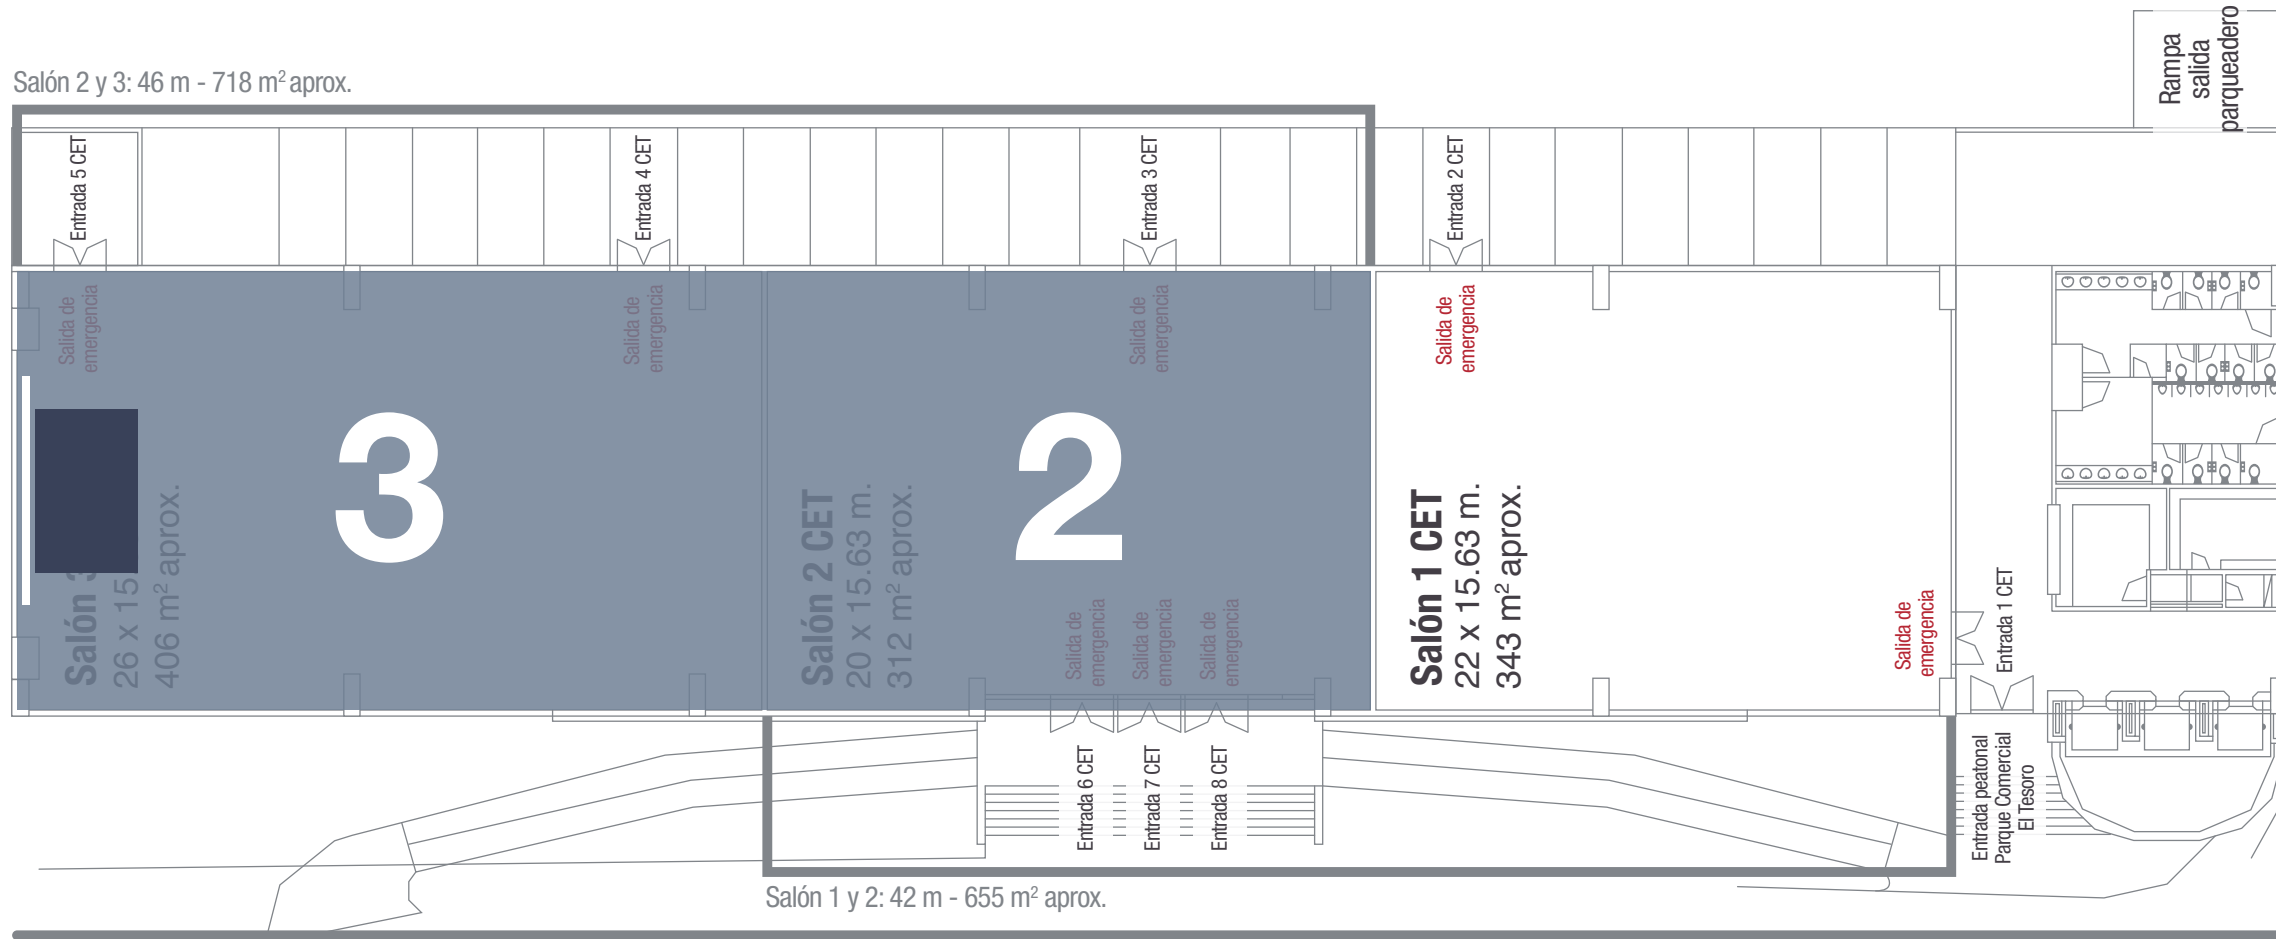 Salón 2 y 3: 46 m - 718 m² aprox.
Rampa
salida
parqueadero
Entrada 5 CET
Entrada 4 CET
Entrada 3 CET
Entrada 2 CET
Salida de
emergencia
Salida de
emergencia
Salida de
emergencia
Salida de
emergencia
3
2
Salón 3
26 x 15
406 m² aprox.
Salón 2 CET
20 x 15.63 m.
312 m² aprox.
Salón 1 CET
22 x 15.63 m.
343 m² aprox.
Salida de
emergencia
Salida de
emergencia
Salida de
emergencia
Salida de
emergencia
Entrada 1 CET
Entrada 6 CET
Entrada 7 CET
Entrada 8 CET
Entrada peatonal
Parque Comercial
El Tesoro
Salón 1 y 2: 42 m - 655 m² aprox.